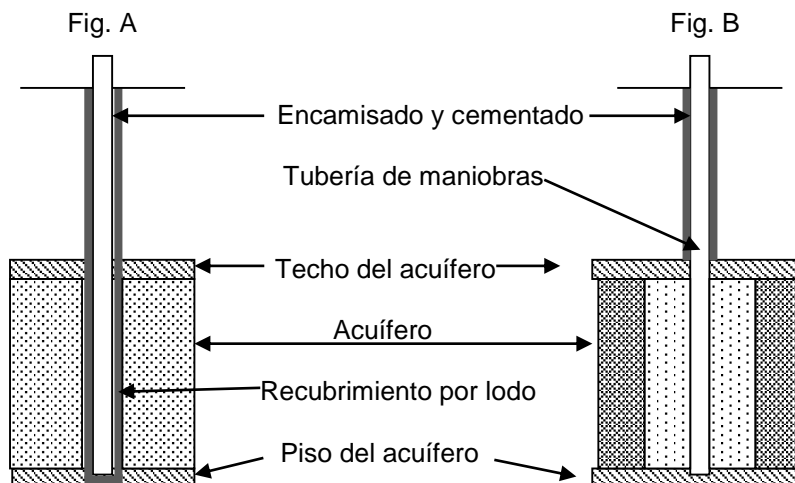 Fig. A
Fig. B
Encamisado y cementado
Tubería de maniobras
Techo del acuífero
Acuífero
Recubrimiento por lodo
Piso del acuífero